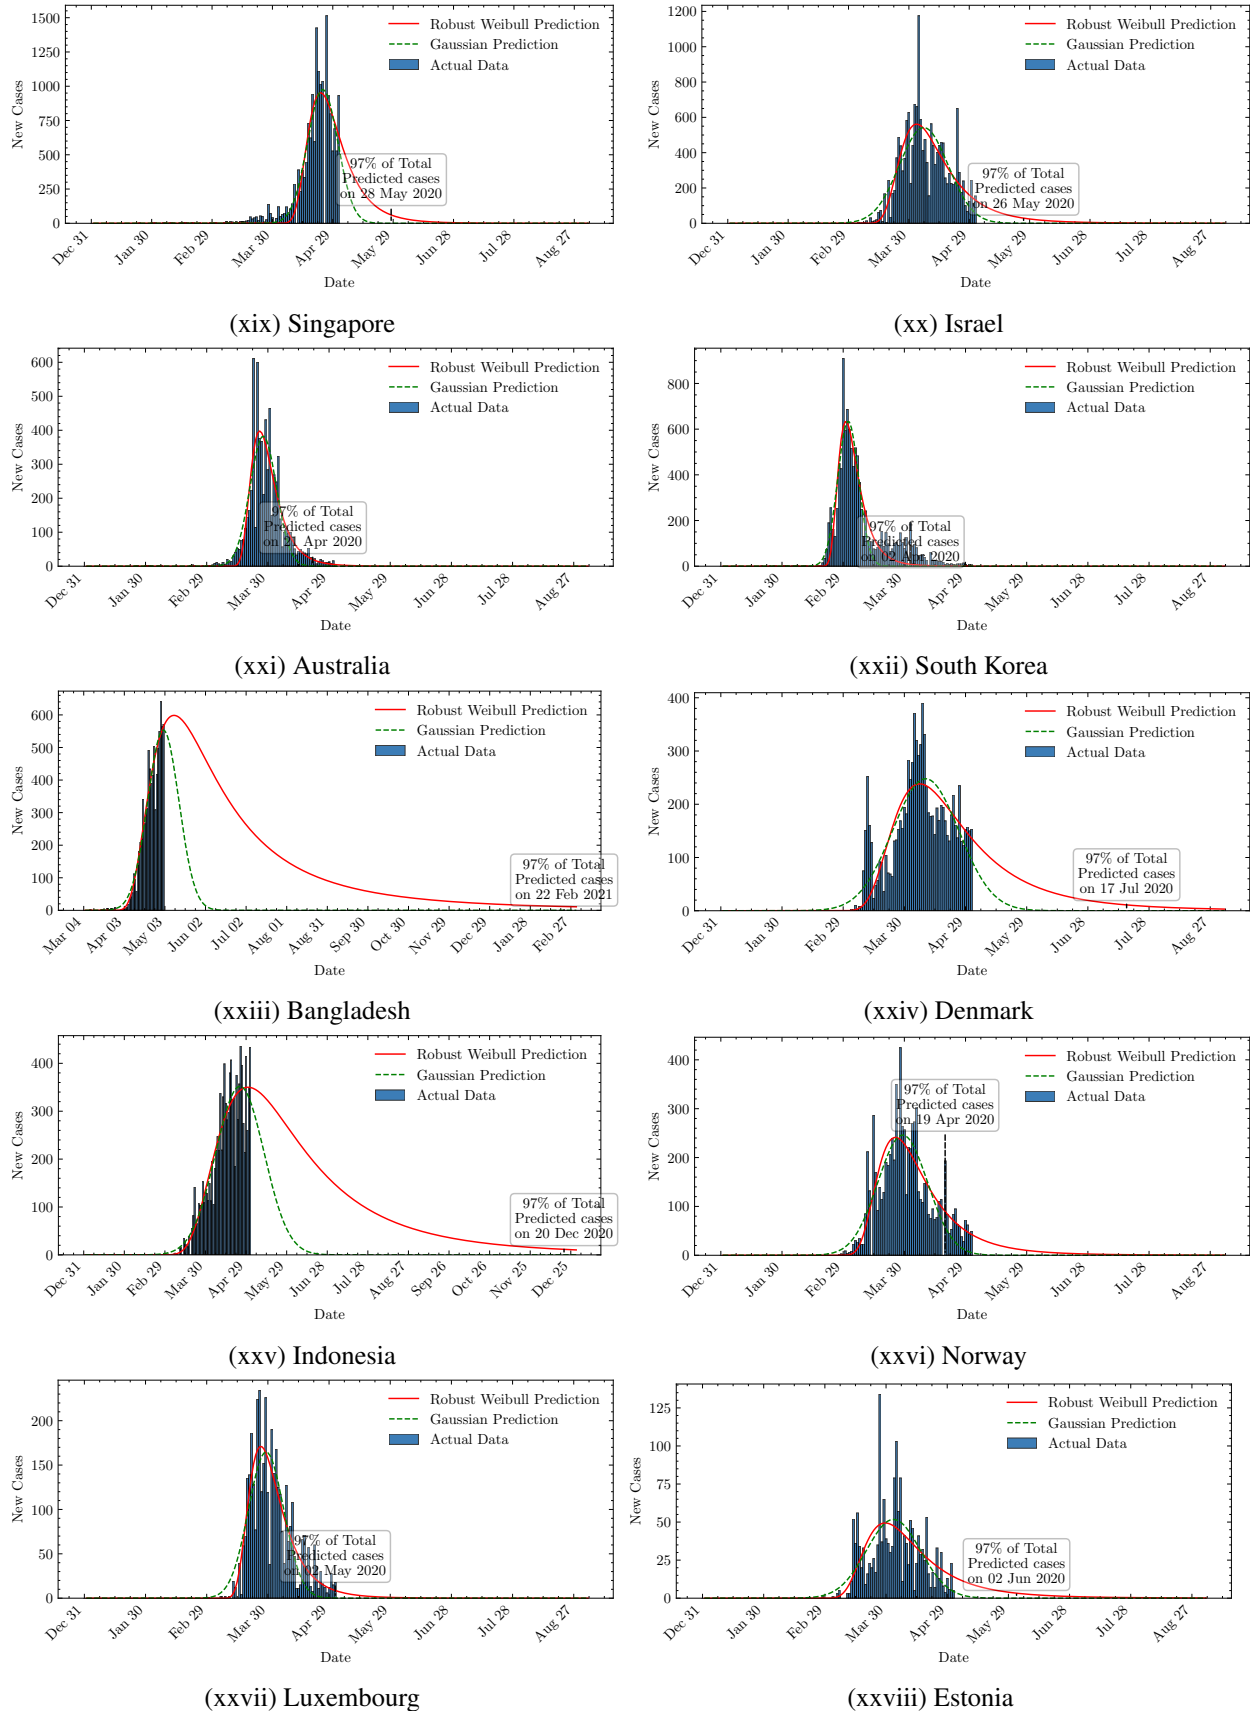 1500
1250
1000
750
500
250
0
New Cases
Robust Weibull Prediction
Gaussian Prediction
Actual Data
97% of Total
Predicted cases
on 28 May 2020
Dec 31
Jan 30
Feb 29
Mar 30
Apr 29
May 29
Jun 28
Jul 28
Aug 27
Date
(xix) Singapore
1200
1000
800
600
400
200
0
New Cases
Robust Weibull Prediction
Gaussian Prediction
Actual Data
97% of Total
Predicted cases
on 26 May 2020
Dec 31
Jan 30
Feb 29
Mar 30
Apr 29
May 29
Jun 28
Jul 28
Aug 27
Date
(xx) Israel
600
500
400
300
200
100
0
New Cases
Robust Weibull Prediction
Gaussian Prediction
Actual Data
97% of Total
Predicted cases
on 21 Apr 2020
Dec 31
Jan 30
Feb 29
Mar 30
Apr 29
May 29
Jun 28
Jul 28
Aug 27
Date
(xxi) Australia
800
600
400
200
0
New Cases
Robust Weibull Prediction
Gaussian Prediction
Actual Data
97% of Total
Predicted cases
on 02 Apr 2020
Dec 31
Jan 30
Feb 29
Mar 30
Apr 29
May 29
Jun 28
Jul 28
Aug 27
Date
(xxii) South Korea
600
500
400
300
200
100
0
New Cases
Robust Weibull Prediction
Gaussian Prediction
Actual Data
97% of Total
Predicted cases
on 22 Feb 2021
Mar 04
Apr 03
May 03
Jun 02
Jul 02
Aug 01
Aug 31
Sep 30
Oct 30
Nov 29
Dec 29
Jan 28
Feb 27
Date
(xxiii) Bangladesh
400
300
200
100
0
New Cases
Robust Weibull Prediction
Gaussian Prediction
Actual Data
97% of Total
Predicted cases
on 17 Jul 2020
Dec 31
Jan 30
Feb 29
Mar 30
Apr 29
May 29
Jun 28
Jul 28
Aug 27
Date
(xxiv) Denmark
400
300
200
100
0
New Cases
Robust Weibull Prediction
Gaussian Prediction
Actual Data
97% of Total
Predicted cases
on 20 Dec 2020
Dec 31
Jan 30
Feb 29
Mar 30
Apr 29
May 29
Jun 28
Jul 28
Aug 27
Sep 26
Oct 26
Nov 25
Dec 25
Date
(xxv) Indonesia
400
300
200
100
0
New Cases
Robust Weibull Prediction
Gaussian Prediction
Actual Data
97% of Total
Predicted cases
on 19 Apr 2020
Dec 31
Jan 30
Feb 29
Mar 30
Apr 29
May 29
Jun 28
Jul 28
Aug 27
Date
(xxvi) Norway
200
150
100
50
0
New Cases
Robust Weibull Prediction
Gaussian Prediction
Actual Data
97% of Total
Predicted cases
on 02 May 2020
Dec 31
Jan 30
Feb 29
Mar 30
Apr 29
May 29
Jun 28
Jul 28
Aug 27
Date
(xxvii) Luxembourg
125
100
75
50
25
0
New Cases
Robust Weibull Prediction
Gaussian Prediction
Actual Data
97% of Total
Predicted cases
on 02 Jun 2020
Dec 31
Jan 30
Feb 29
Mar 30
Apr 29
May 29
Jun 28
Jul 28
Aug 27
Date
(xxviii) Estonia